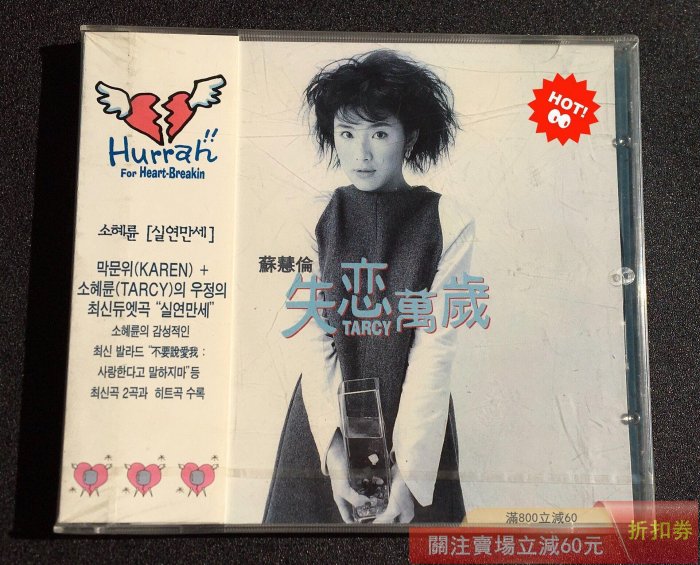 Hurrah!!
For Heart-Breakin
소혜륜 [실연만세]
막문위(KAREN) +
소혜륜(TARCY)의 우정의
최신듀엣곡 "실연만세"
소혜륜의 감성적인
최신 발라드 "不要說愛我 :
사랑한다고 말하지마"등
최신곡 2곡과 히트곡 수록
HOT!
蘇慧倫
失恋萬歲
TARCY
滿800立減60
關注賣場立減60元
折扣券